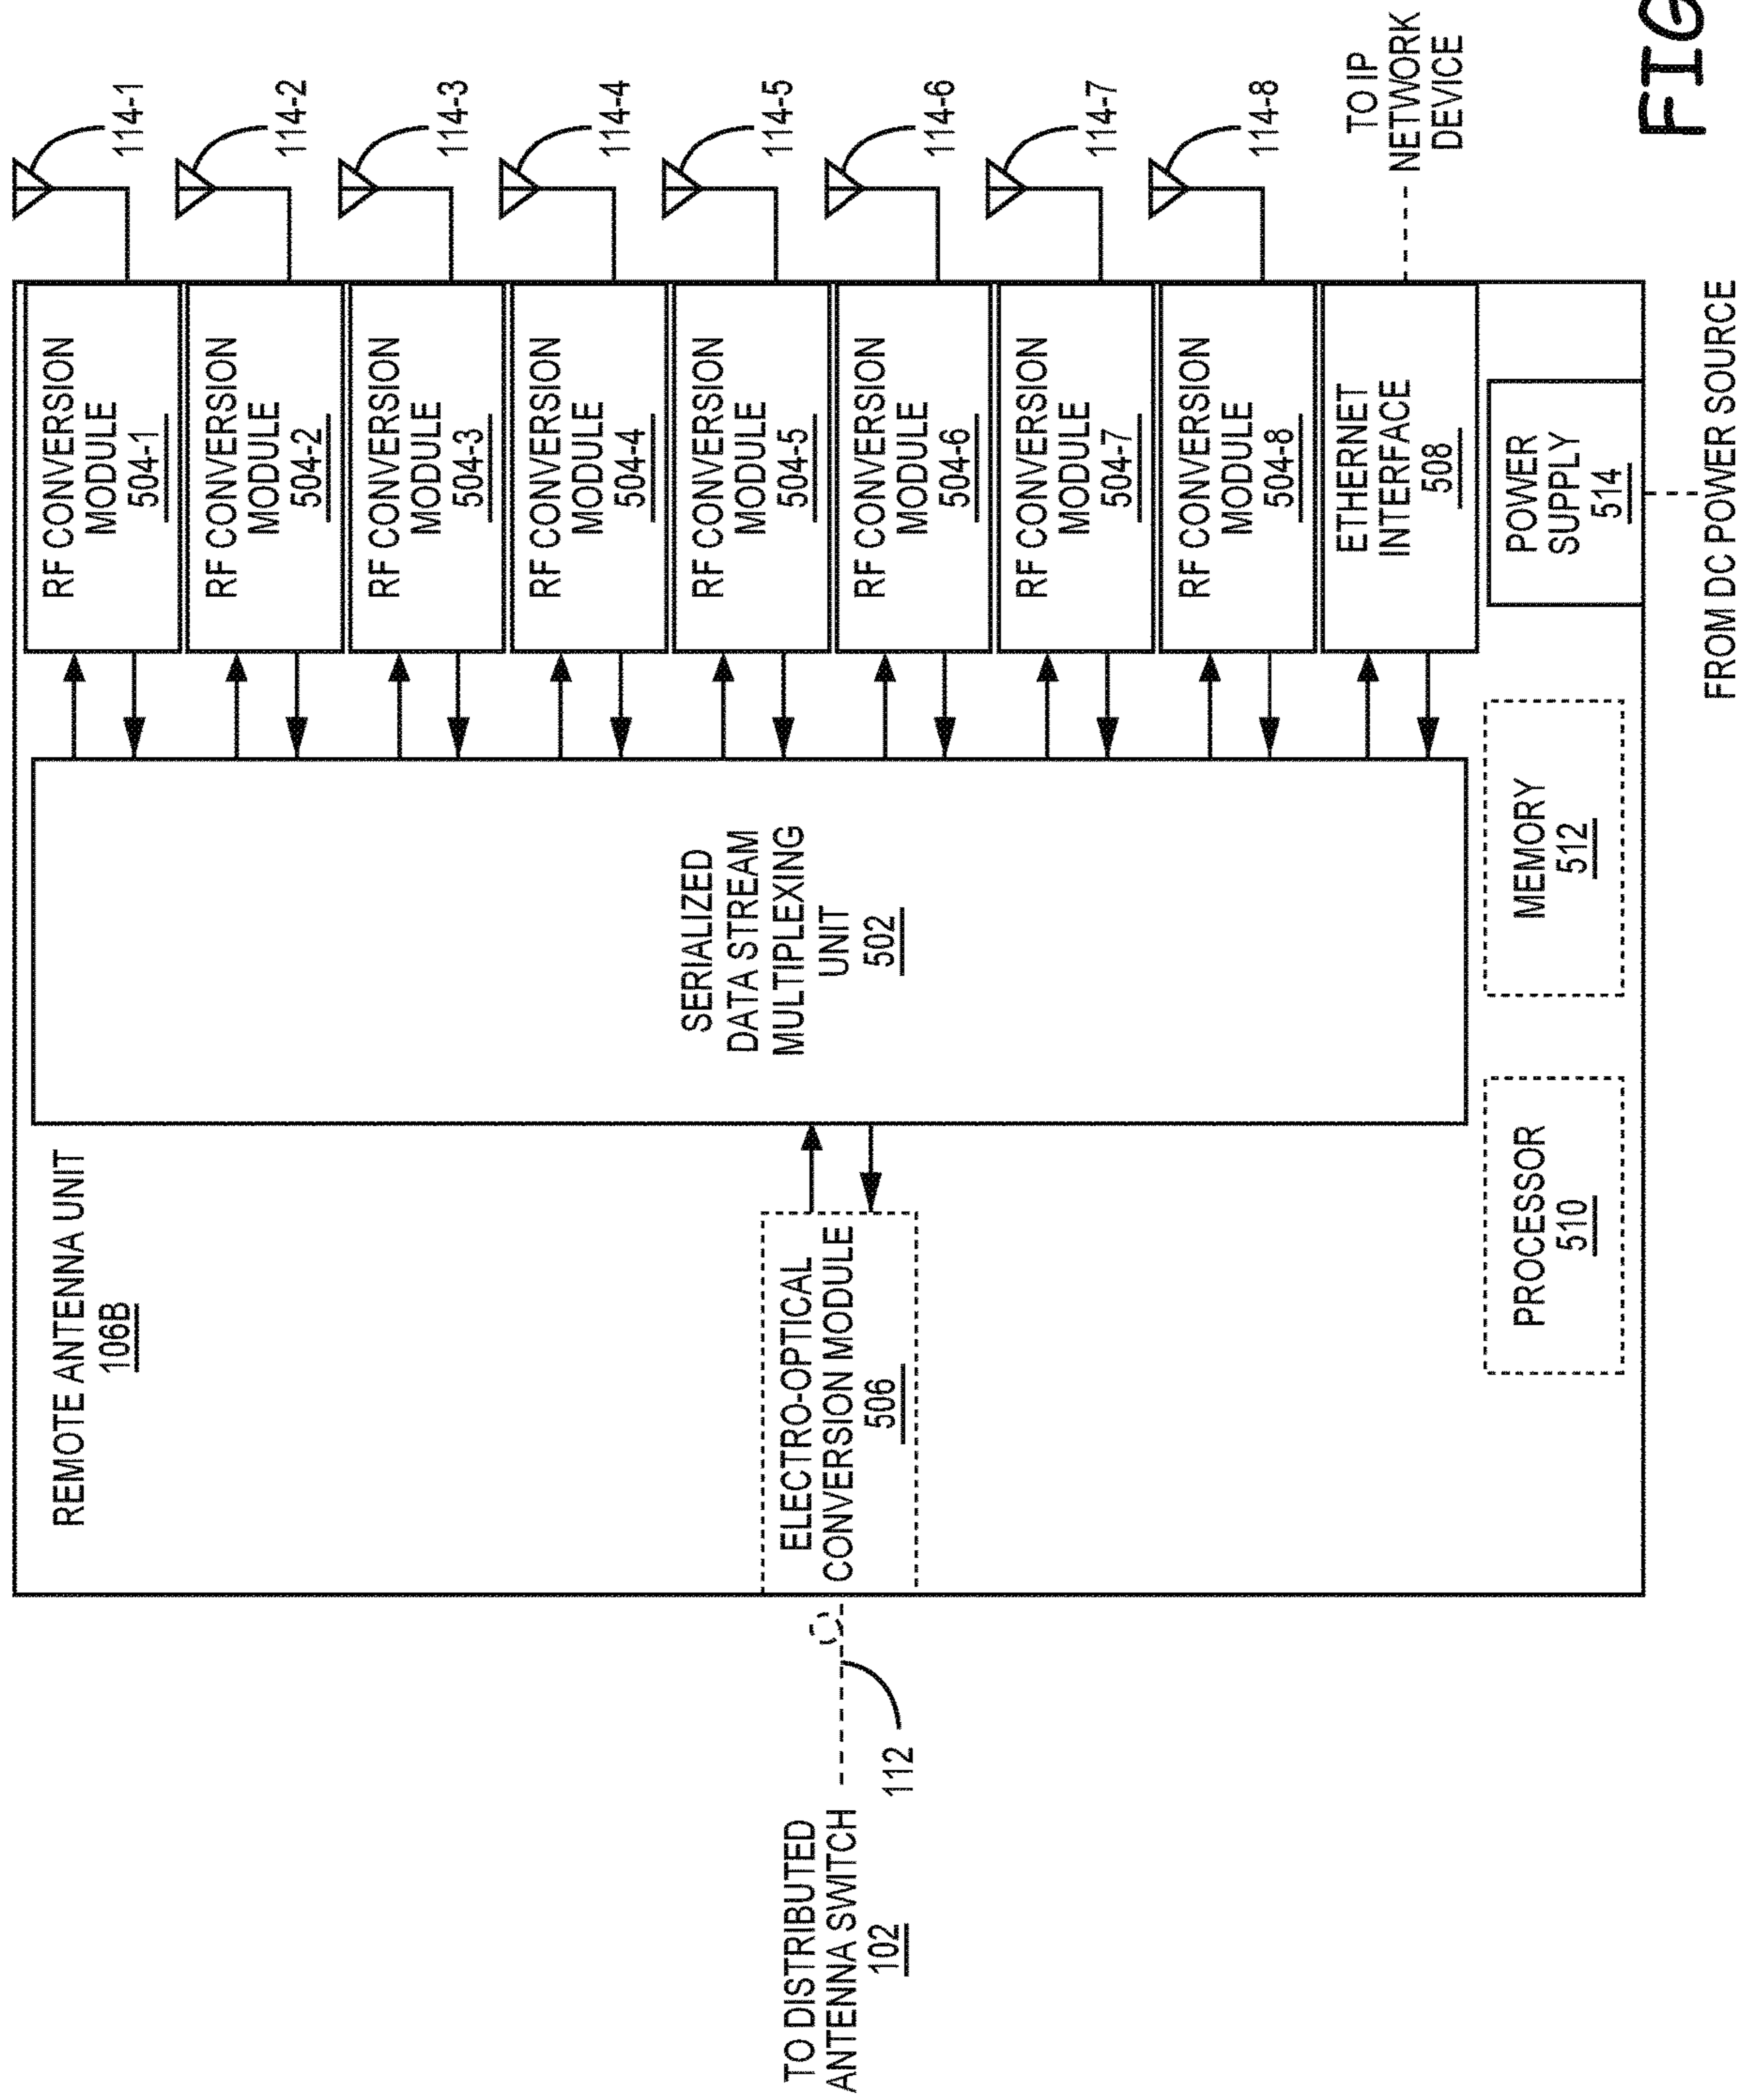 REMOTE ANTENNA UNIT
106B
TO DISTRIBUTED
ANTENNA SWITCH
102
112
ELECTRO-OPTICAL
CONVERSION MODULE
506
SERIALIZED
DATA STREAM
MULTIPLEXING
UNIT
502
RF CONVERSION
MODULE
504-1
114-1
RF CONVERSION
MODULE
504-2
114-2
RF CONVERSION
MODULE
504-3
114-3
RF CONVERSION
MODULE
504-4
114-4
RF CONVERSION
MODULE
504-5
114-5
RF CONVERSION
MODULE
504-6
114-6
RF CONVERSION
MODULE
504-7
114-7
RF CONVERSION
MODULE
504-8
114-8
ETHERNET
INTERFACE
508
TO IP
NETWORK
DEVICE
PROCESSOR
510
MEMORY
512
POWER
SUPPLY
514
FROM DC POWER SOURCE
FIG